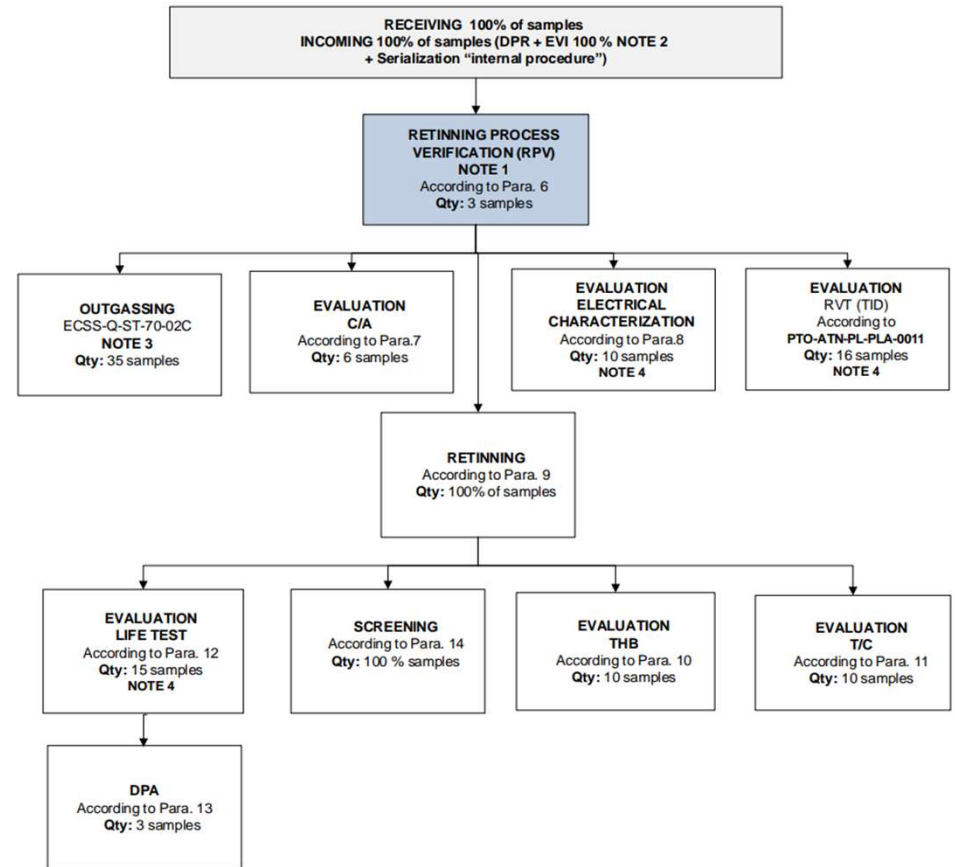 RECEIVING 100% of samples
INCOMING 100% of samples (DPR + EVI 100 % NOTE 2
+ Serialization “internal procedure”)
RETINNING PROCESS
VERIFICATION (RPV)
NOTE 1
According to Para. 6
Qty: 3 samples
OUTGASSING
ECSS-Q-ST-70-02C
NOTE 3
Qty: 35 samples
EVALUATION
C/A
According to Para.7
Qty: 6 samples
EVALUATION
ELECTRICAL
CHARACTERIZATION
According to Para.8
Qty: 10 samples
NOTE 4
EVALUATION
RVT (TID)
According to
PTO-ATN-PL-PLA-0011
Qty: 16 samples
NOTE 4
RETINNING
According to Para. 9
Qty: 100% of samples
EVALUATION
LIFE TEST
According to Para. 12
Qty: 15 samples
NOTE 4
SCREENING
According to Para. 14
Qty: 100 % samples
EVALUATION
THB
According to Para. 10
Qty: 10 samples
EVALUATION
T/C
According to Para. 11
Qty: 10 samples
DPA
According to Para. 13
Qty: 3 samples